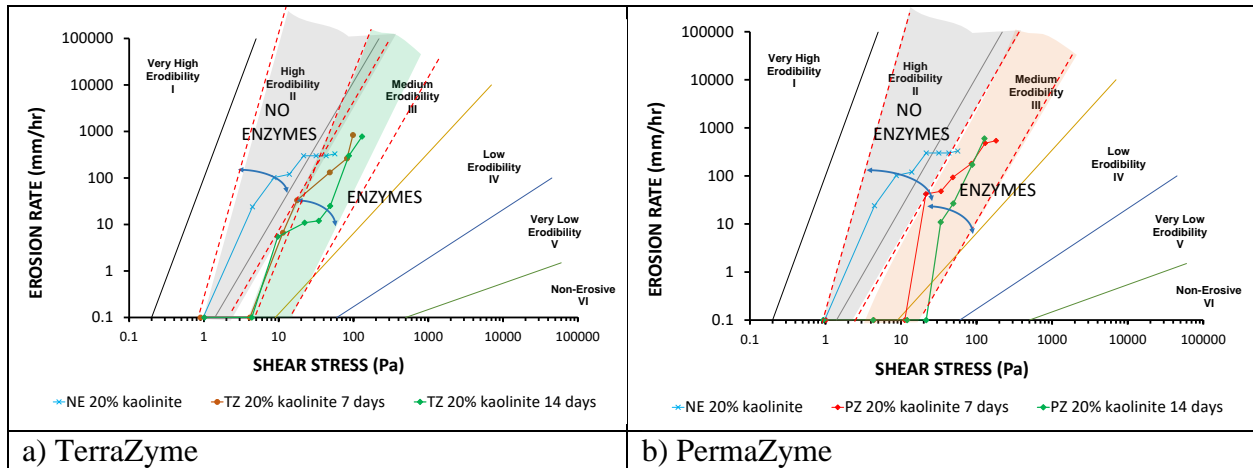 100000
10000
1000
100
10
1
0.1
EROSION RATE (mm/hr)
Very High
Erodibility
I
High
Erodibility
II
NO
ENZYMES
Medium
Erodibility
III
Low
Erodibility
IV
ENZYMES
Very Low
Erodibility
V
Non-Erosive
VI
0.1 1 10 100 1000 10000 100000
SHEAR STRESS (Pa)
NE 20% kaolinite TZ 20% kaolinite 7 days TZ 20% kaolinite 14 days
a) TerraZyme
100000
10000
1000
100
10
1
0.1
EROSION RATE (mm/hr)
Very High
Erodibility
I
High
Erodibility
II
NO
ENZYMES
Medium
Erodibility
III
Low
Erodibility
IV
ENZYMES
Very Low
Erodibility
V
Non-Erosive
VI
0.1 1 10 100 1000 10000 100000
SHEAR STRESS (Pa)
NE 20% kaolinite PZ 20% kaolinite 7 days PZ 20% kaolinite 14 days
b) PermaZyme